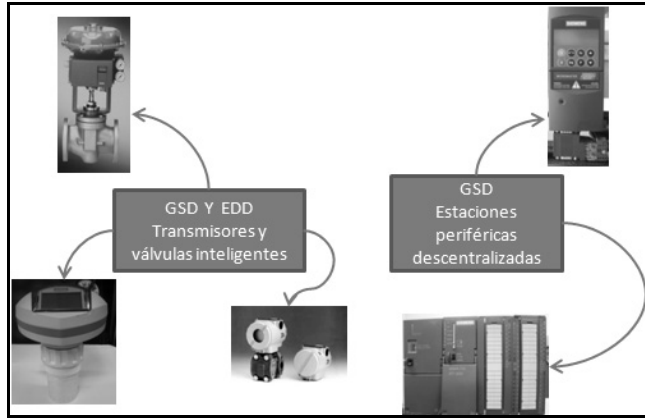 GSD Y EDD
Transmisores y
válvulas inteligentes
GSD
Estaciones
periféricas
descentralizadas